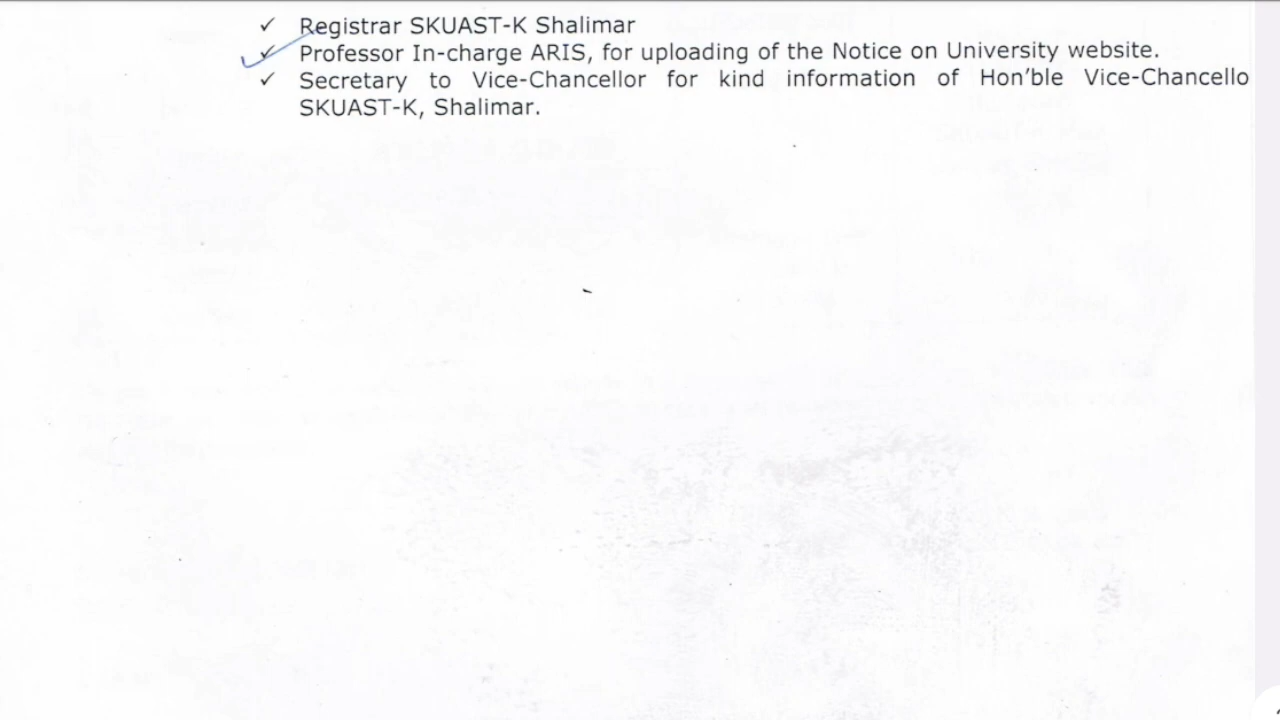 ✓ Registrar SKUAST-K Shalimar
✓ Professor In-charge ARIS, for uploading of the Notice on University website.
✓ Secretary to Vice-Chancellor for kind information of Hon'ble Vice-Chancello
SKUAST-K, Shalimar.